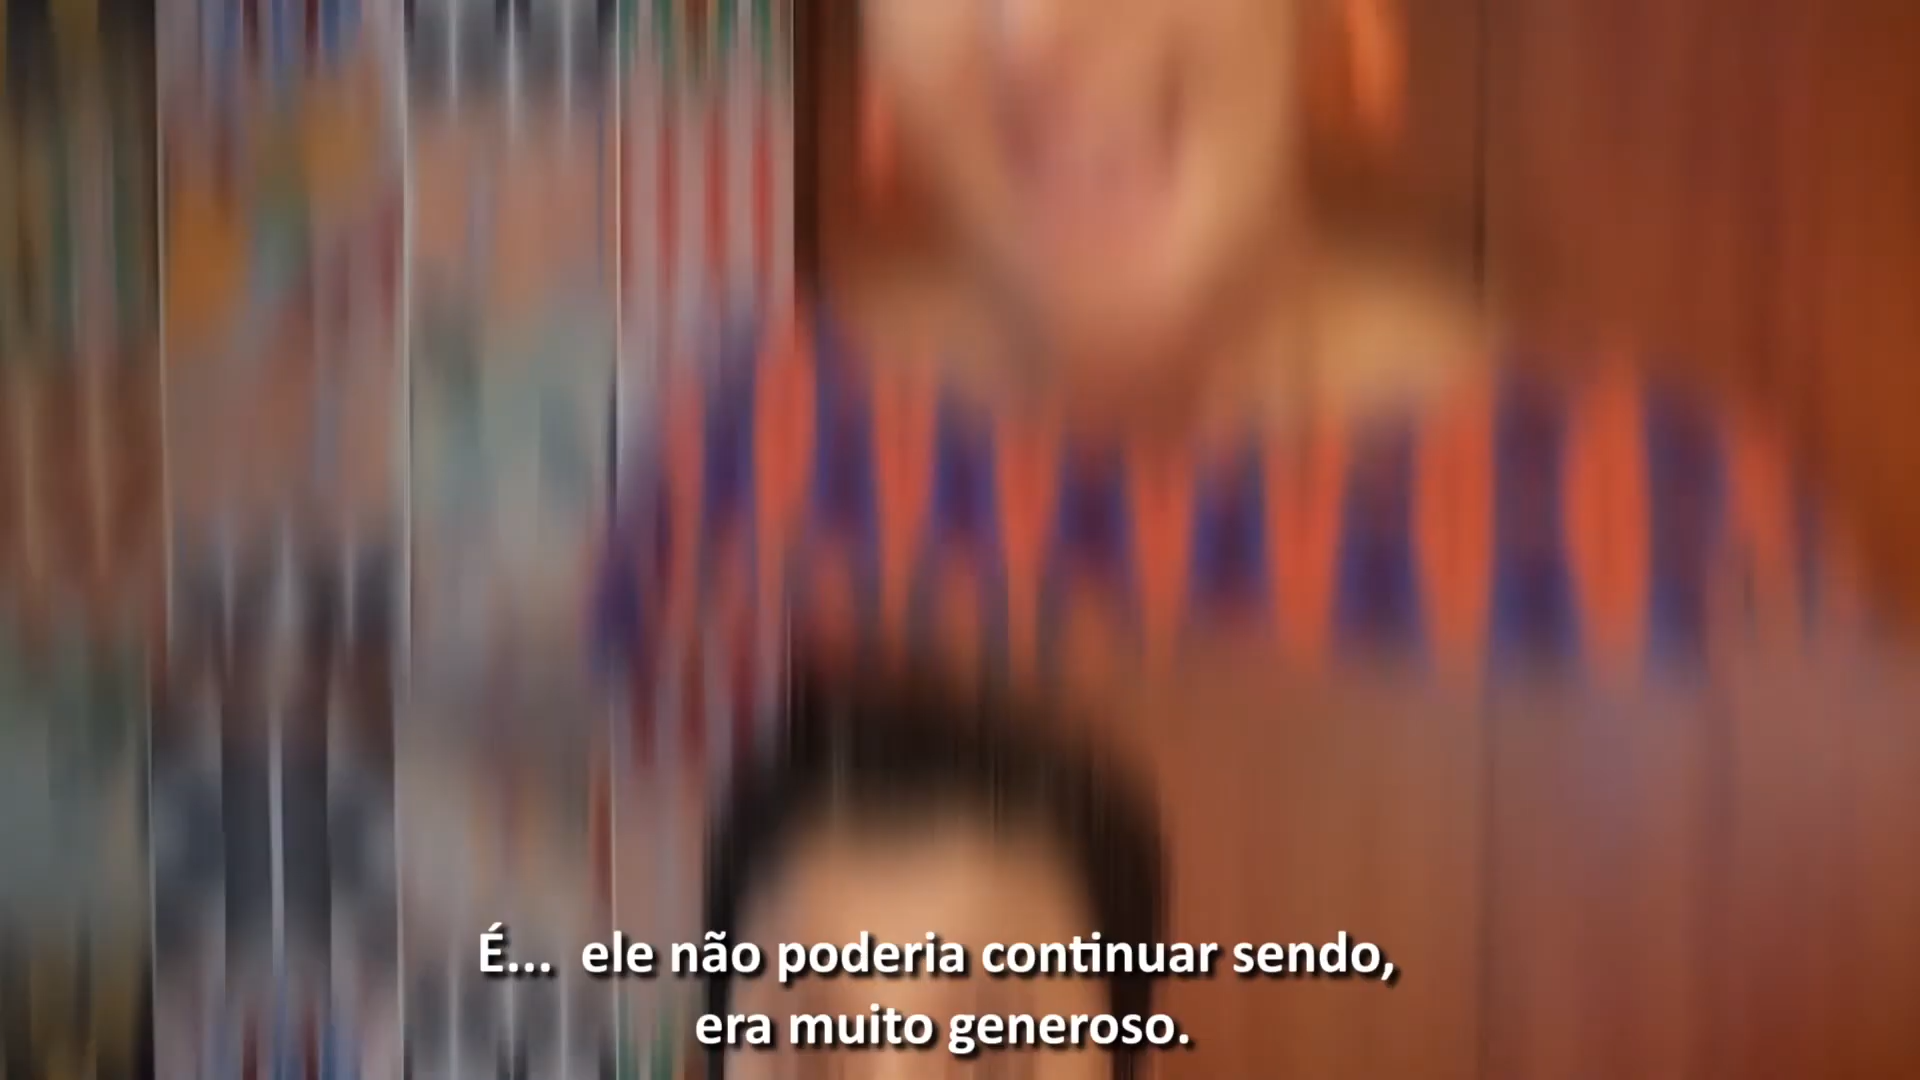 É... ele não poderia continuar sendo,
era muito generoso.